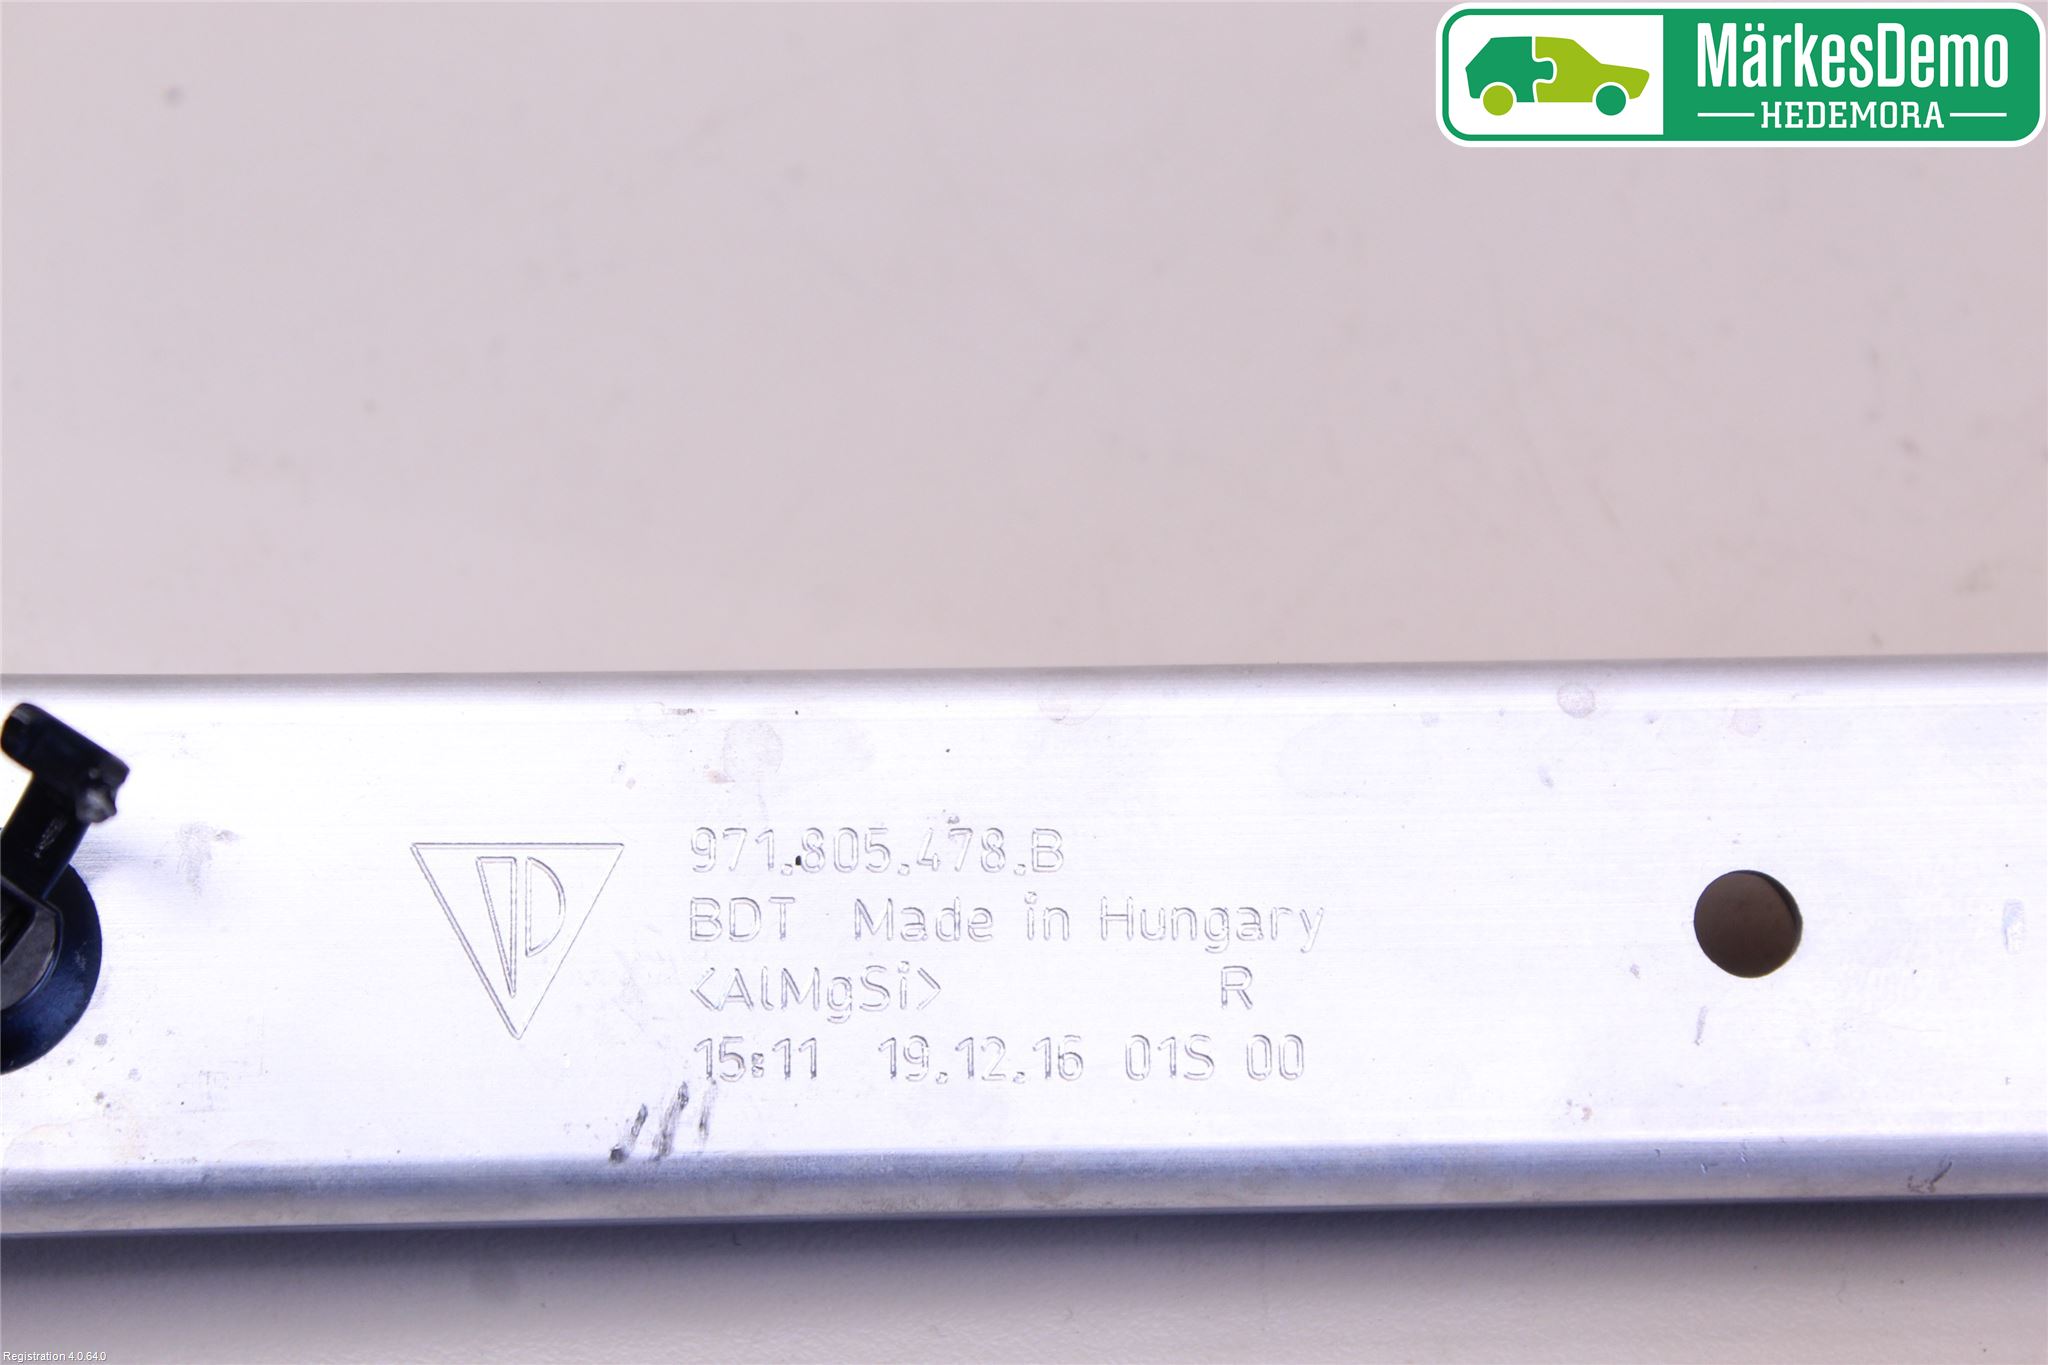 MärkesDemo
HEDEMORA
971.805.478.B
BDT Made in Hungary
<AlMgSi> R
15:11 19.12.16 01S 00
Registration 4.0.64.0